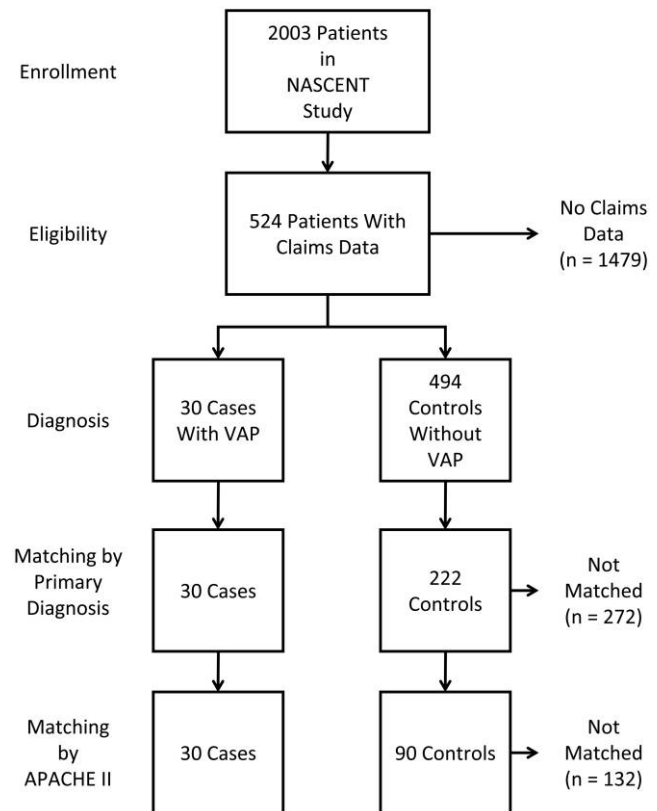 Enrollment
2003 Patients
in
NASCENT
Study
Eligibility
524 Patients With
Claims Data
No Claims
Data
(n = 1479)
Diagnosis
30 Cases
With VAP
494
Controls
Without
VAP
Matching by
Primary
Diagnosis
30 Cases
222
Controls
Not
Matched
(n = 272)
Matching
by
APACHE II
30 Cases
90 Controls
Not
Matched
(n = 132)